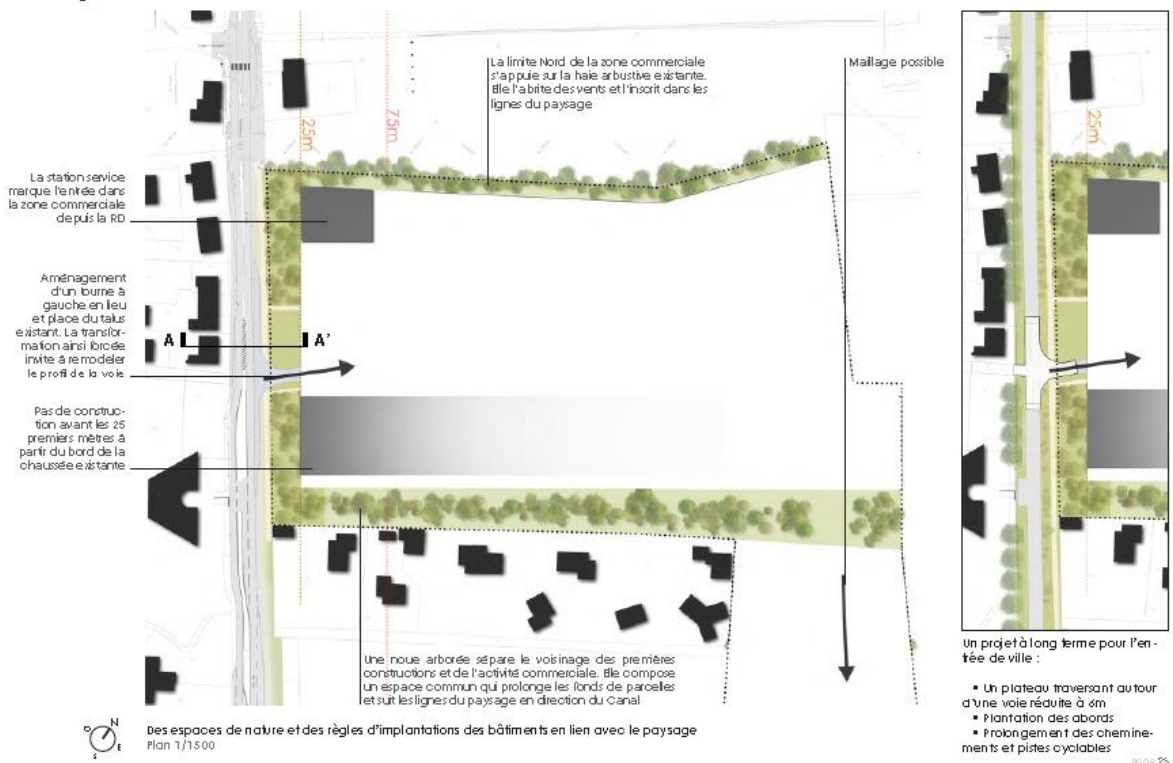 La limite Nord de la zone commerciale
s'appuie sur la haie arbustive existante.
Elle l'abrite des vents et l'inscrit dans les
lignes du paysage
Maillage possible
25m
75m
25m
La station service
marque l'entrée dans
la zone commerciale
depuis la RD
Aménagement
d'un tourne à
gauche en lieu
et place du talus
existant. La transfor-
mation ainsi forcée
invite à remodeler
le profil de la voie
A
A'
Pas de construc-
tion avant les 25
premiers mètres à
partir du bord de la
chaussée existante
Une noue arborée sépare le voisinage des premières
constructions et de l'activité commerciale. Elle compose
un espace commun qui prolonge les fonds de parcelles
et suit les lignes du paysage en direction du Canal
N
E
S
O
Des espaces de nature et des règles d'implantations des bâtiments en lien avec le paysage
Plan 1/1500
Un projet à long terme pour l'en-
trée de ville :
• Un plateau traversant autour
d'une voie réduite à 6m
• Plantation des abords
• Prolongement des chemine-
ments et pistes cyclables